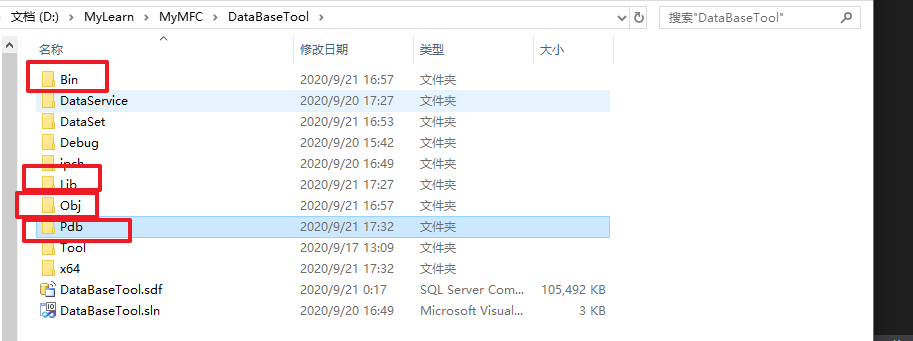 文档 (D:) > MyLearn > MyMFC > DataBaseTool >
搜索"DataBaseTool"
名称 修改日期 类型 大小
Bin 2020/9/21 16:57 文件夹
DataService 2020/9/20 17:27 文件夹
DataSet 2020/9/21 16:53 文件夹
Debug 2020/9/20 15:42 文件夹
ipch 2020/9/20 16:49 文件夹
Lib 2020/9/21 17:27 文件夹
Obj 2020/9/21 16:57 文件夹
Pdb 2020/9/21 17:32 文件夹
Tool 2020/9/17 13:09 文件夹
x64 2020/9/21 17:32 文件夹
DataBaseTool.sdf 2020/9/21 0:17 SQL Server Com... 105,492 KB
DataBaseTool.sln 2020/9/20 16:49 Microsoft Visual... 3 KB